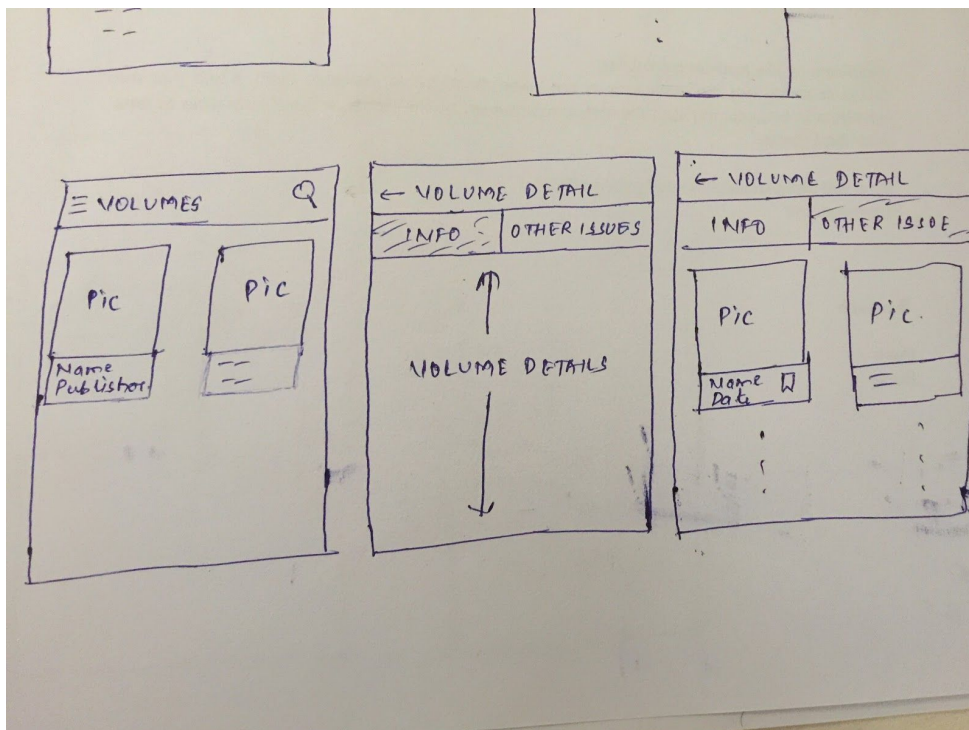 VOLUMES
Pic
Pic
Name
Publisher
← VOLUME DETAIL
INFO
OTHER ISSUES
VOLUME DETAILS
← VOLUME DETAIL
INFO
OTHER ISSUE
Pic
Pic.
Name
Date